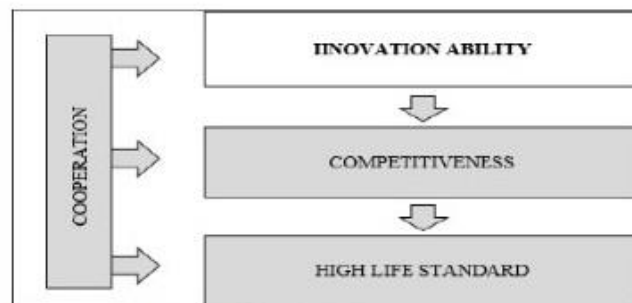 IINOVATION ABILITY
COOPERATION
COMPETITIVENESS
HIGH LIFE STANDARD